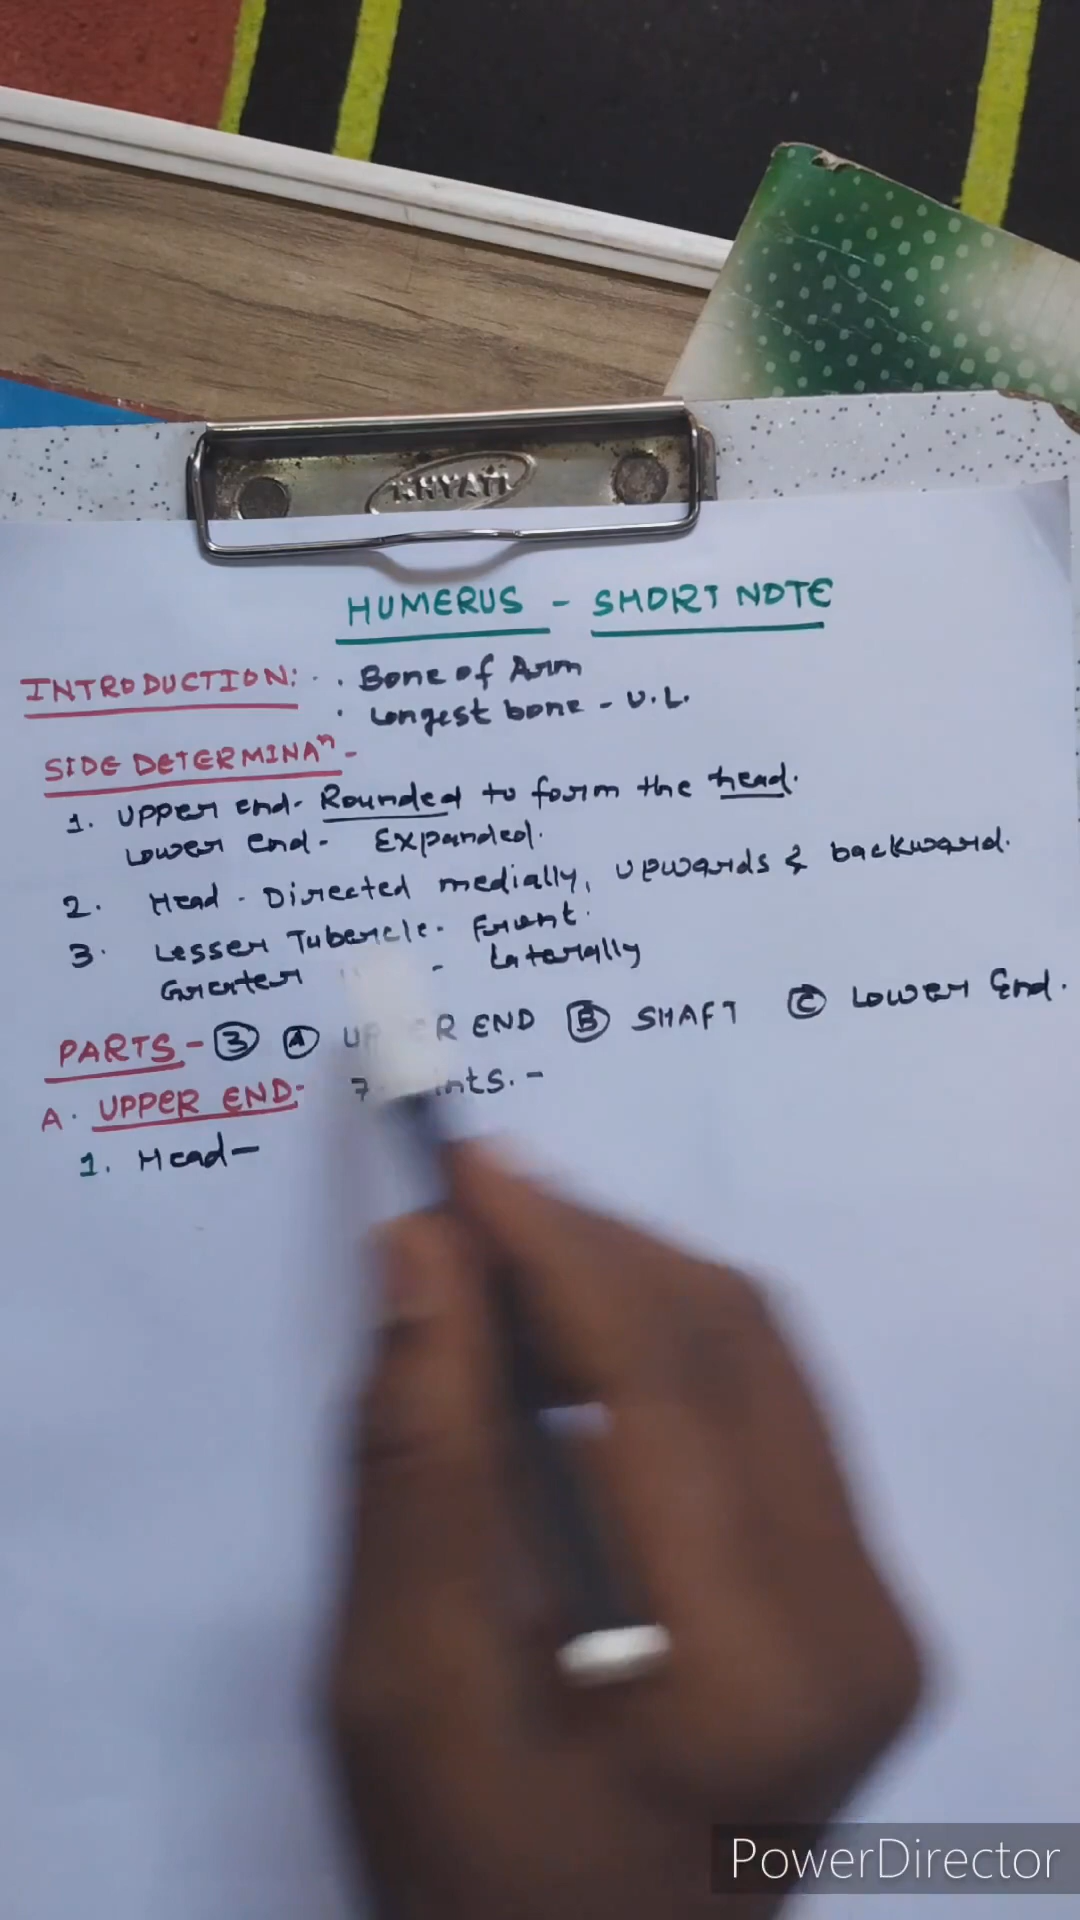 KHYATI
HUMERUS - SHORT NOTE
INTRODUCTION: · Bone of Arm
· Longest bone - U.L.
SIDE DETERMINAⁿ -
1. Upper end - Rounded to form the head.
Lower end - Expanded.
2. Head - Directed medially, upwards & backward.
3. Lesser Tubercle - Front.
Greater - Laterally
PARTS - ③ Ⓐ UPPER END Ⓑ SHAFT Ⓒ Lower End.
A. UPPER END - 7 -
1. Head -
PowerDirector